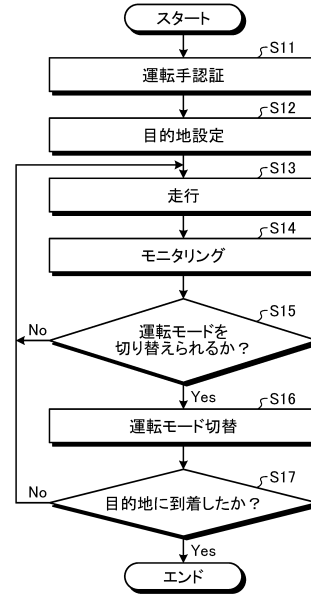 スタート
S11
運転手認証
S12
目的地設定
S13
走行
S14
モニタリング
S15
運転モードを
切り替えられるか？
No
Yes
S16
運転モード切替
S17
目的地に到着したか？
No
Yes
エンド